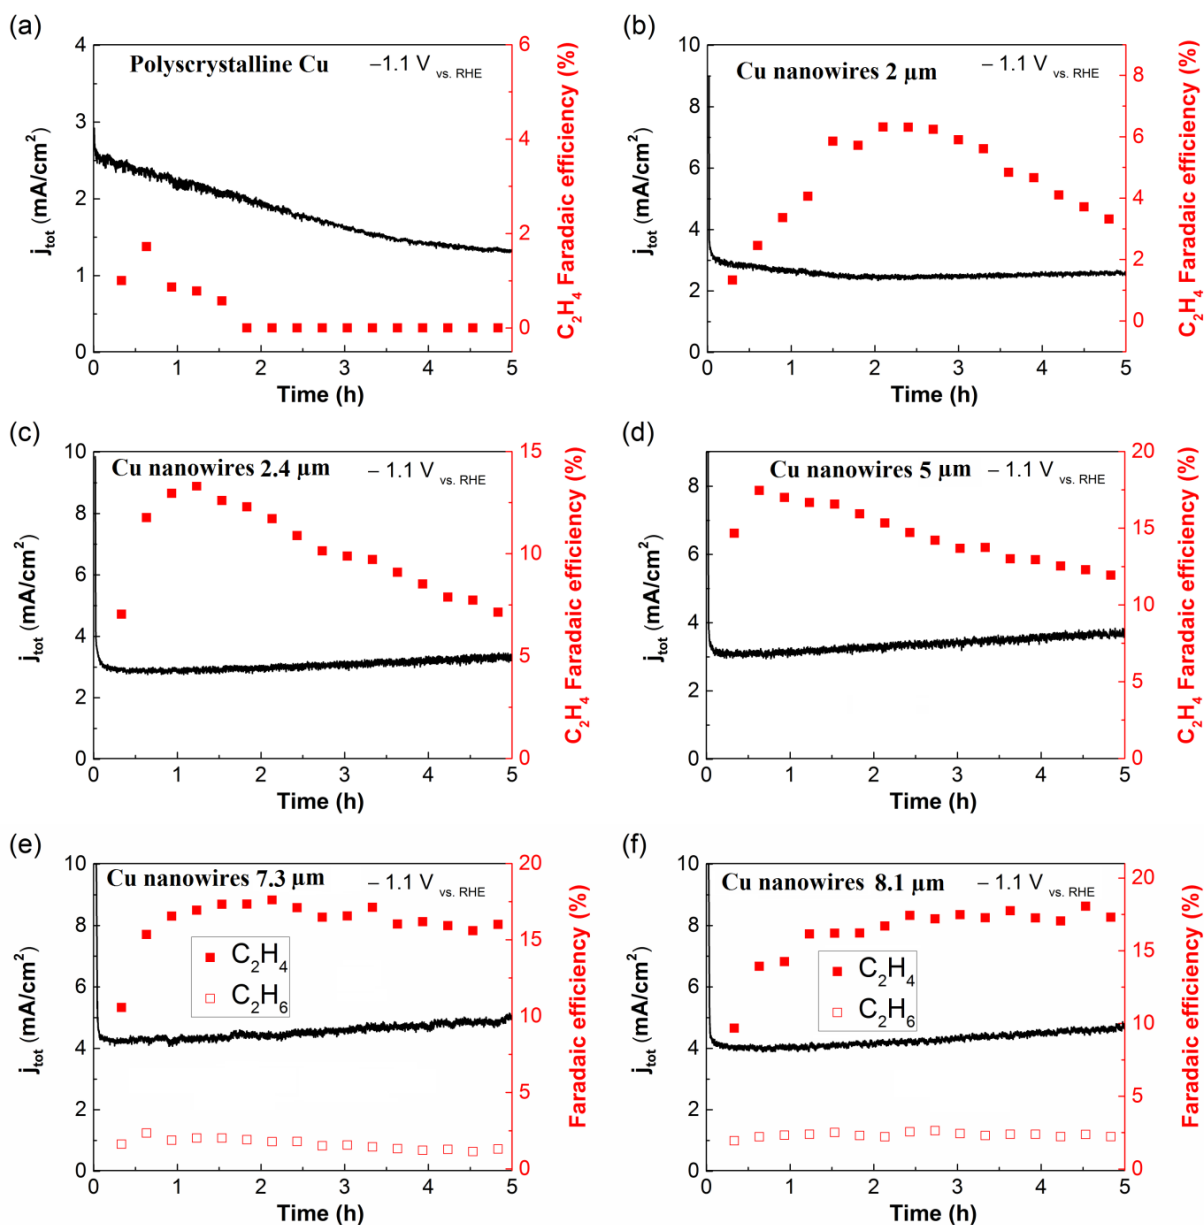 (a)
Polyscrystalline Cu
–1.1 V vs. RHE
jtot (mA/cm2)
C2H4 Faradaic efficiency (%)
4
3
2
1
0
6
4
2
0
0 1 2 3 4 5
Time (h)
(b)
Cu nanowires 2 µm
–1.1 V vs. RHE
jtot (mA/cm2)
C2H4 Faradaic efficiency (%)
10
8
6
4
2
0
8
6
4
2
0
0 1 2 3 4 5
Time (h)
(c)
Cu nanowires 2.4 µm
– 1.1 V vs. RHE
jtot (mA/cm2)
C2H4 Faradaic efficiency (%)
10
8
6
4
2
0
15
10
5
0
0 1 2 3 4 5
Time (h)
(d)
Cu nanowires 5 µm
– 1.1 V vs. RHE
jtot (mA/cm2)
C2H4 Faradaic efficiency (%)
8
6
4
2
0
20
15
10
5
0
0 1 2 3 4 5
Time (h)
(e)
Cu nanowires 7.3 µm
– 1.1 V vs. RHE
C2H4
C2H6
jtot (mA/cm2)
Faradaic efficiency (%)
10
8
6
4
2
0
20
15
10
5
0
0 1 2 3 4 5
Time (h)
(f)
Cu nanowires 8.1 µm
– 1.1 V vs. RHE
C2H4
C2H6
jtot (mA/cm2)
Faradaic efficiency (%)
10
8
6
4
2
0
20
15
10
5
0
0 1 2 3 4 5
Time (h)